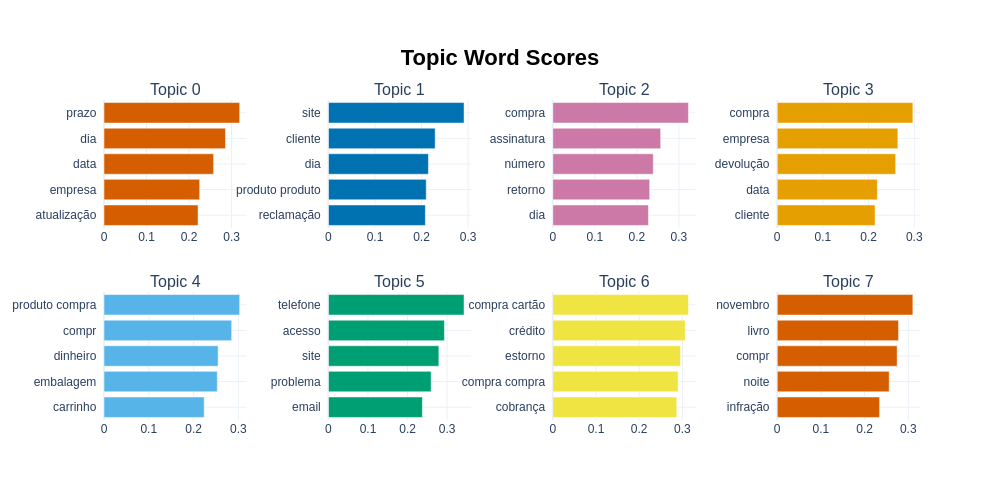 Topic Word Scores
Topic 0
prazo
dia
data
empresa
atualização
0 0.1 0.2 0.3
Topic 1
site
cliente
dia
produto produto
reclamação
0 0.1 0.2 0.3
Topic 2
compra
assinatura
número
retorno
dia
0 0.1 0.2 0.3
Topic 3
compra
empresa
devolução
data
cliente
0 0.1 0.2 0.3
Topic 4
produto compra
compr
dinheiro
embalagem
carrinho
0 0.1 0.2 0.3
Topic 5
telefone
acesso
site
problema
email
0 0.1 0.2 0.3
Topic 6
compra cartão
crédito
estorno
compra compra
cobrança
0 0.1 0.2 0.3
Topic 7
novembro
livro
compr
noite
infração
0 0.1 0.2 0.3